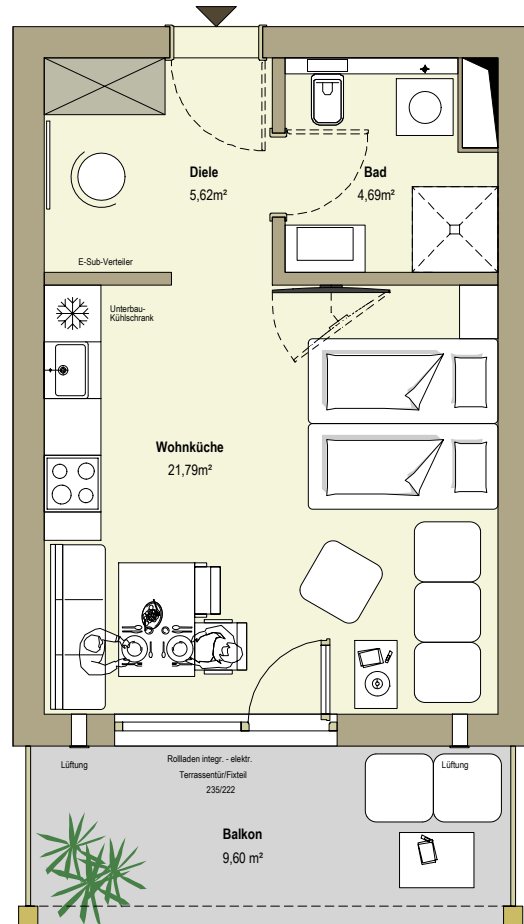 Diele
5,62m²
Bad
4,69m²
E-Sub-Verteiler
Unterbau-
Kühlschrank
Wohnküche
21,79m²
Lüftung
Rollladen integr. - elektr.
Terrassentür/Fixteil
235/222
Lüftung
Balkon
9,60 m²